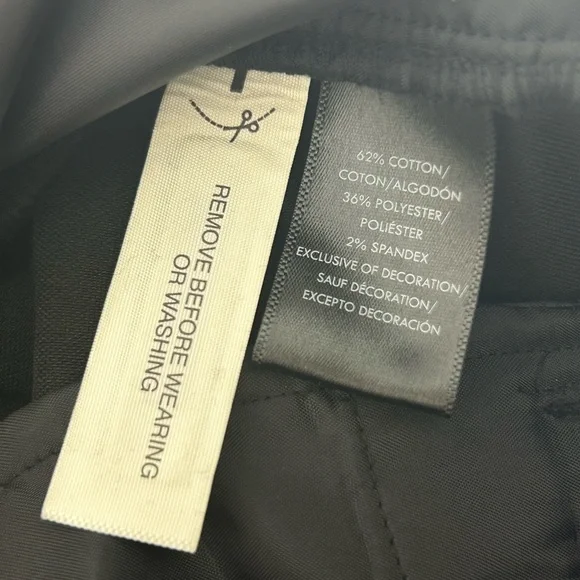 REMOVE BEFORE WEARING
OR WASHING
62% COTTON/
COTON/ALGODÓN
36% POLYESTER/
POLIÉSTER
2% SPANDEX
EXCLUSIVE OF DECORATION/
SAUF DÉCORATION/
EXCEPTO DECORACIÓN